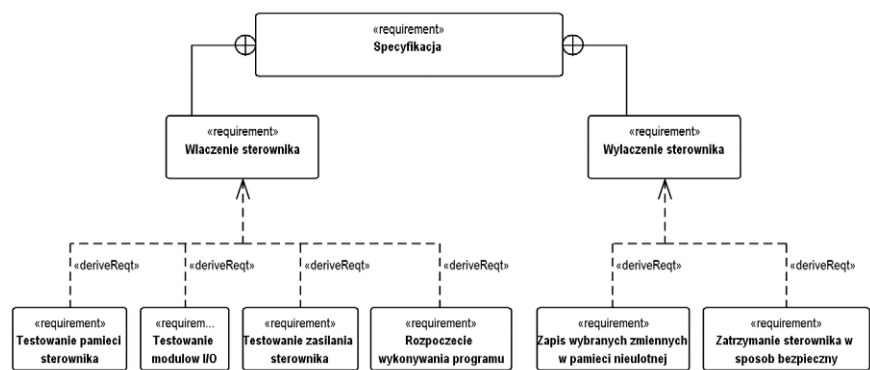 «requirement»
Specyfikacja
«requirement»
Wlaczenie sterownika
«requirement»
Wylaczenie sterownika
«deriveReqt»
«deriveReqt»
«deriveReqt»
«deriveReqt»
«deriveReqt»
«requirement»
Testowanie pamieci
sterownika
«requirem...
Testowanie
modulow I/O
«requirement»
Testowanie zasilania
sterownika
«requirement»
Rozpoczecie
wykonywania programu
«requirement»
Zapis wybranych zmiennych
w pamieci nieulotnej
«requirement»
Zatrzymanie sterownika w
sposob bezpieczny